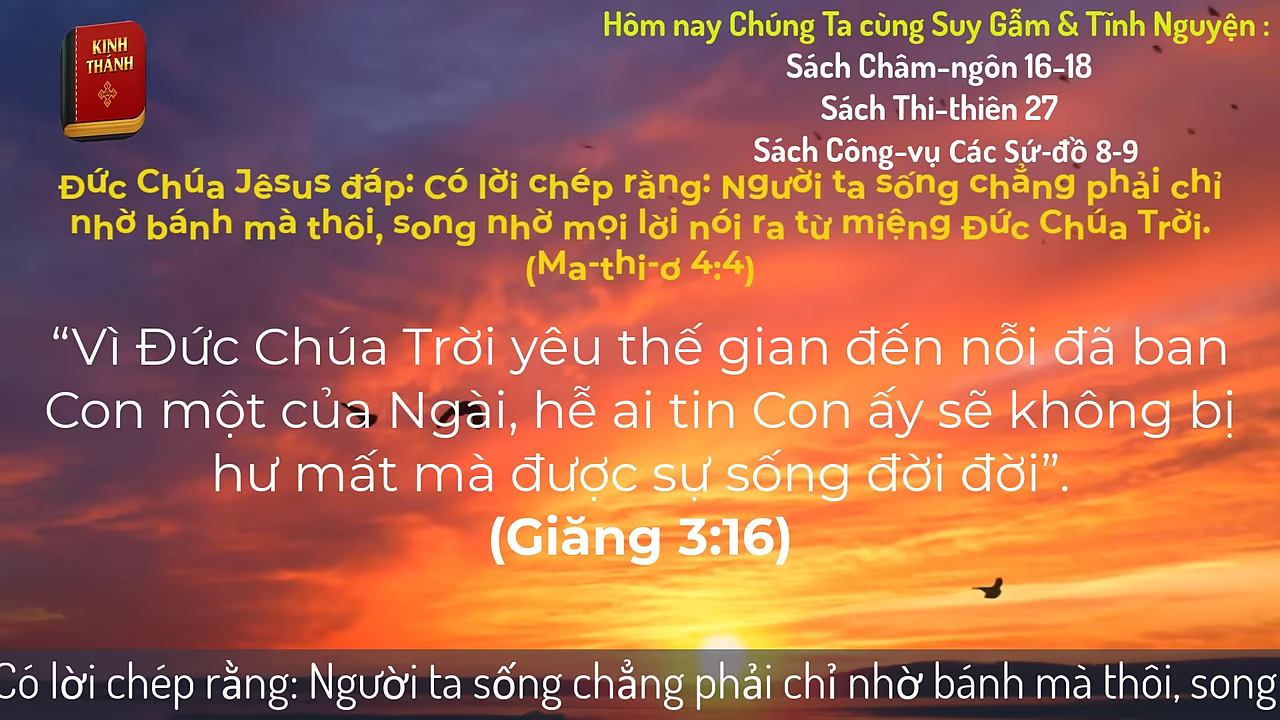 KINH
THÁNH
Hôm nay Chúng Ta cùng Suy Gẫm & Tĩnh Nguyện :
Sách Châm-ngôn 16-18
Sách Thi-thiên 27
Sách Công-vụ Các Sứ-đồ 8-9
Đức Chúa Jêsus đáp: Có lời chép rằng: Người ta sống chẳng phải chỉ
nhờ bánh mà thôi, song nhờ mọi lời nói ra từ miệng Đức Chúa Trời.
(Ma-thi-ơ 4:4)
“Vì Đức Chúa Trời yêu thế gian đến nỗi đã ban
Con một của Ngài, hễ ai tin Con ấy sẽ không bị
hư mất mà được sự sống đời đời”.
(Giăng 3:16)
Có lời chép rằng: Người ta sống chẳng phải chỉ nhờ bánh mà thôi, song